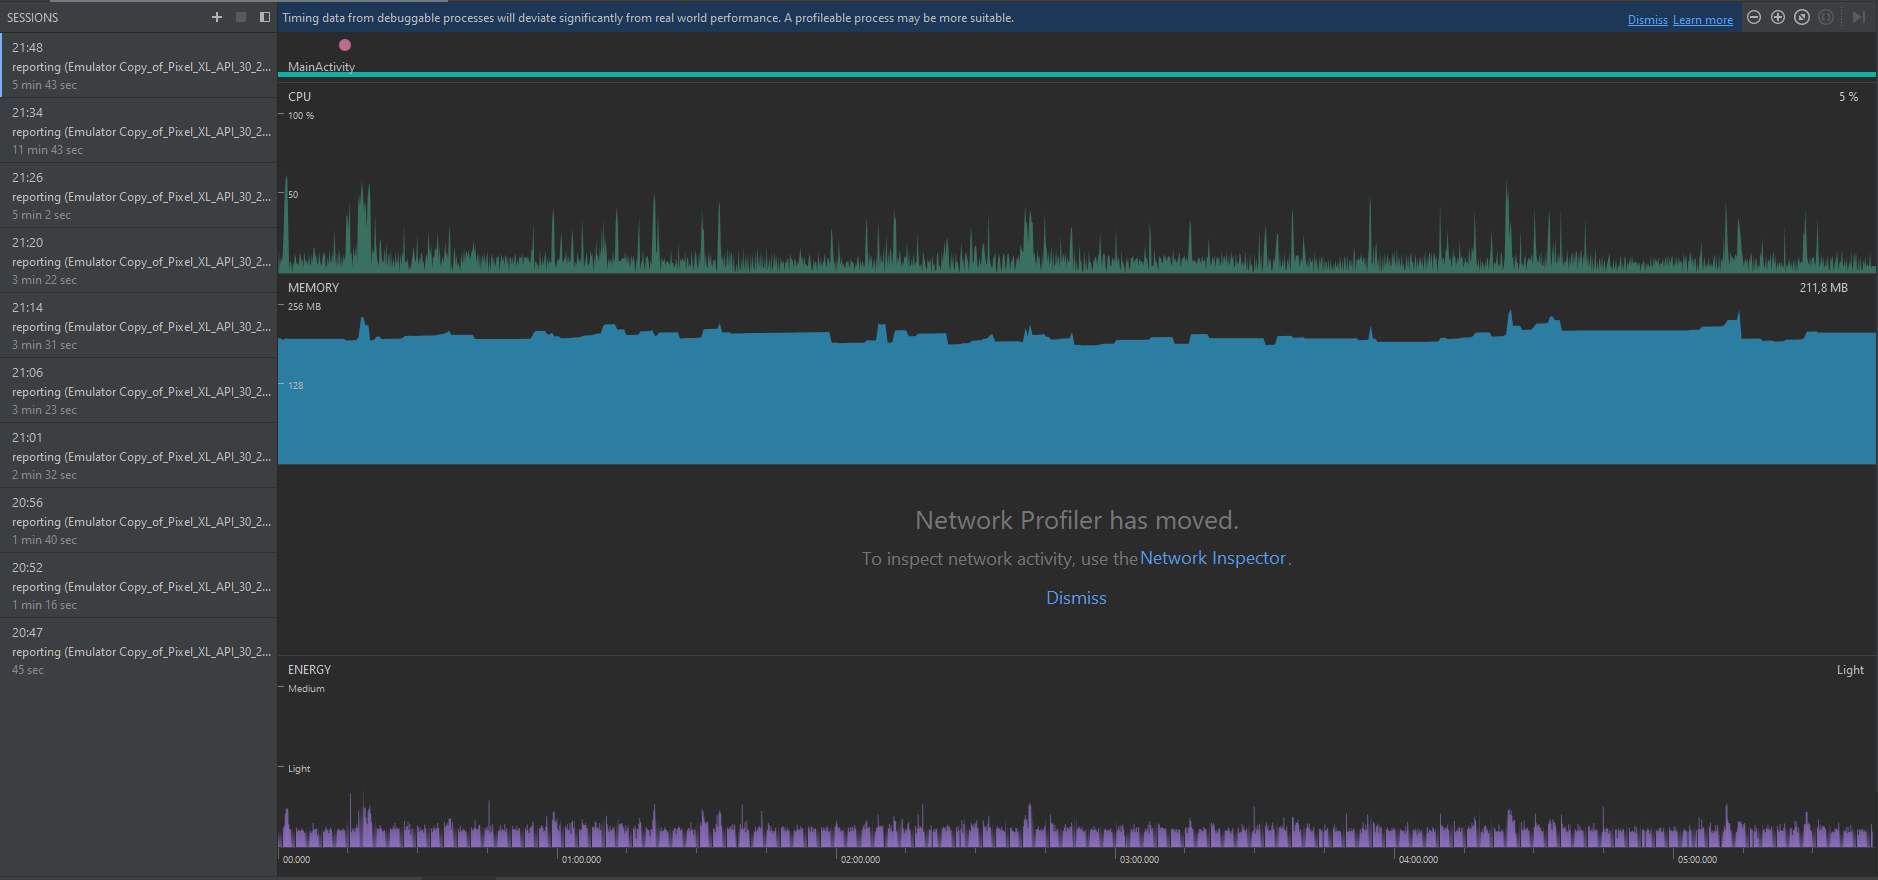 SESSIONS
21:48
reporting (Emulator Copy_of_Pixel_XL_API_30_2...
5 min 43 sec
21:34
reporting (Emulator Copy_of_Pixel_XL_API_30_2...
11 min 43 sec
21:26
reporting (Emulator Copy_of_Pixel_XL_API_30_2...
5 min 2 sec
21:20
reporting (Emulator Copy_of_Pixel_XL_API_30_2...
3 min 22 sec
21:14
reporting (Emulator Copy_of_Pixel_XL_API_30_2...
3 min 31 sec
21:06
reporting (Emulator Copy_of_Pixel_XL_API_30_2...
3 min 23 sec
21:01
reporting (Emulator Copy_of_Pixel_XL_API_30_2...
2 min 32 sec
20:56
reporting (Emulator Copy_of_Pixel_XL_API_30_2...
1 min 40 sec
20:52
reporting (Emulator Copy_of_Pixel_XL_API_30_2...
1 min 16 sec
20:47
reporting (Emulator Copy_of_Pixel_XL_API_30_2...
45 sec
Timing data from debuggable processes will deviate significantly from real world performance. A profileable process may be more suitable. Dismiss Learn more
MainActivity
CPU 5 %
100 %
50
MEMORY 211,8 MB
256 MB
128
Network Profiler has moved.
To inspect network activity, use the Network Inspector.
Dismiss
ENERGY Light
Medium
Light
00.000 01:00.000 02:00.000 03:00.000 04:00.000 05:00.000